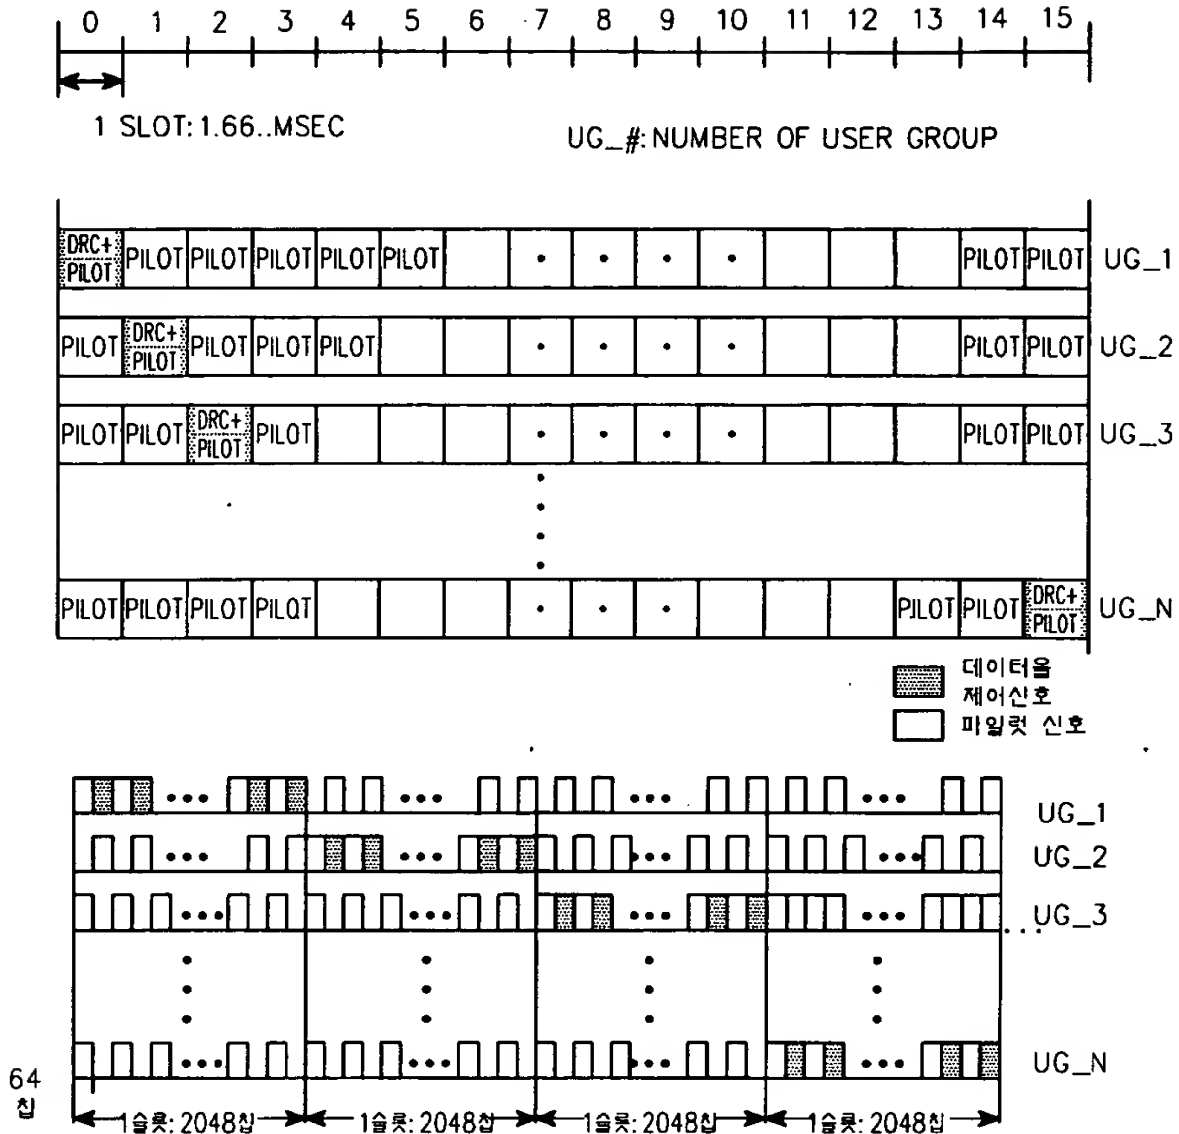 0 1 2 3 4 5 6 7 8 9 10 11 12 13 14 15
1 SLOT: 1.66..MSEC
UG_#: NUMBER OF USER GROUP
DRC+ PILOT PILOT PILOT PILOT PILOT PILOT PILOT PILOT UG_1
PILOT DRC+ PILOT PILOT PILOT PILOT PILOT PILOT UG_2
PILOT PILOT DRC+ PILOT PILOT PILOT PILOT UG_3
PILOT PILOT PILOT PILOT PILOT PILOT DRC+ PILOT UG_N
데이터율
제어신호
파일럿 신호
UG_1
UG_2
UG_3
UG_N
64
칩
1슬롯: 2048칩 1슬롯: 2048칩 1슬롯: 2048칩 1슬롯: 2048칩